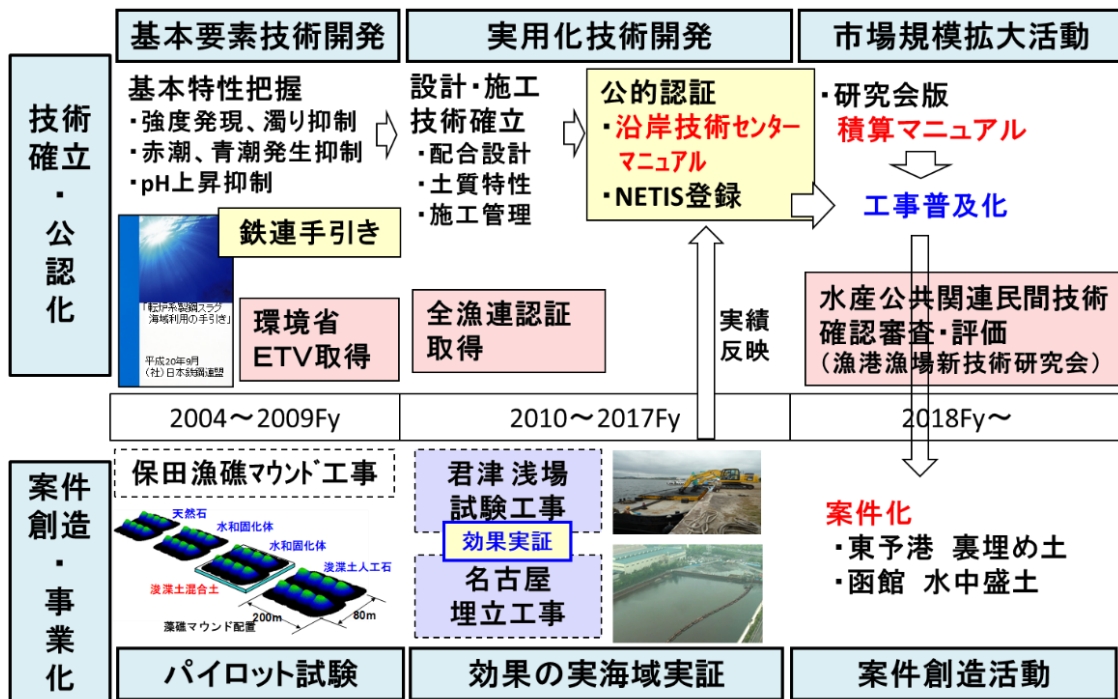 基本要素技術開発
実用化技術開発
市場規模拡大活動
技術
確立
・
公
認
化
基本特性把握
・強度発現、濁り抑制
・赤潮、青潮発生抑制
・pH上昇抑制
設計・施工
技術確立
・配合設計
・土質特性
・施工管理
公的認証
・沿岸技術センター
マニュアル
・NETIS登録
・研究会版
積算マニュアル
工事普及化
鉄連手引き
「転炉系製鋼スラグ
海域利用の手引き」
平成20年9月
(社)日本鉄鋼連盟
環境省
ETV取得
全漁連認証
取得
実績
反映
水産公共関連民間技術
確認審査・評価
(漁港漁場新技術研究会)
2004～2009Fy
2010～2017Fy
2018Fy～
案件
創造
・
事
業
化
保田漁礁マウンド工事
天然石
水和固化体
水和固化体
浚渫土人工石
浚渫土混合土
200m
80m
藻礁マウンド配置
君津 浅場
試験工事
効果実証
名古屋
埋立工事
案件化
・東予港 裏埋め土
・函館 水中盛土
パイロット試験
効果の実海域実証
案件創造活動